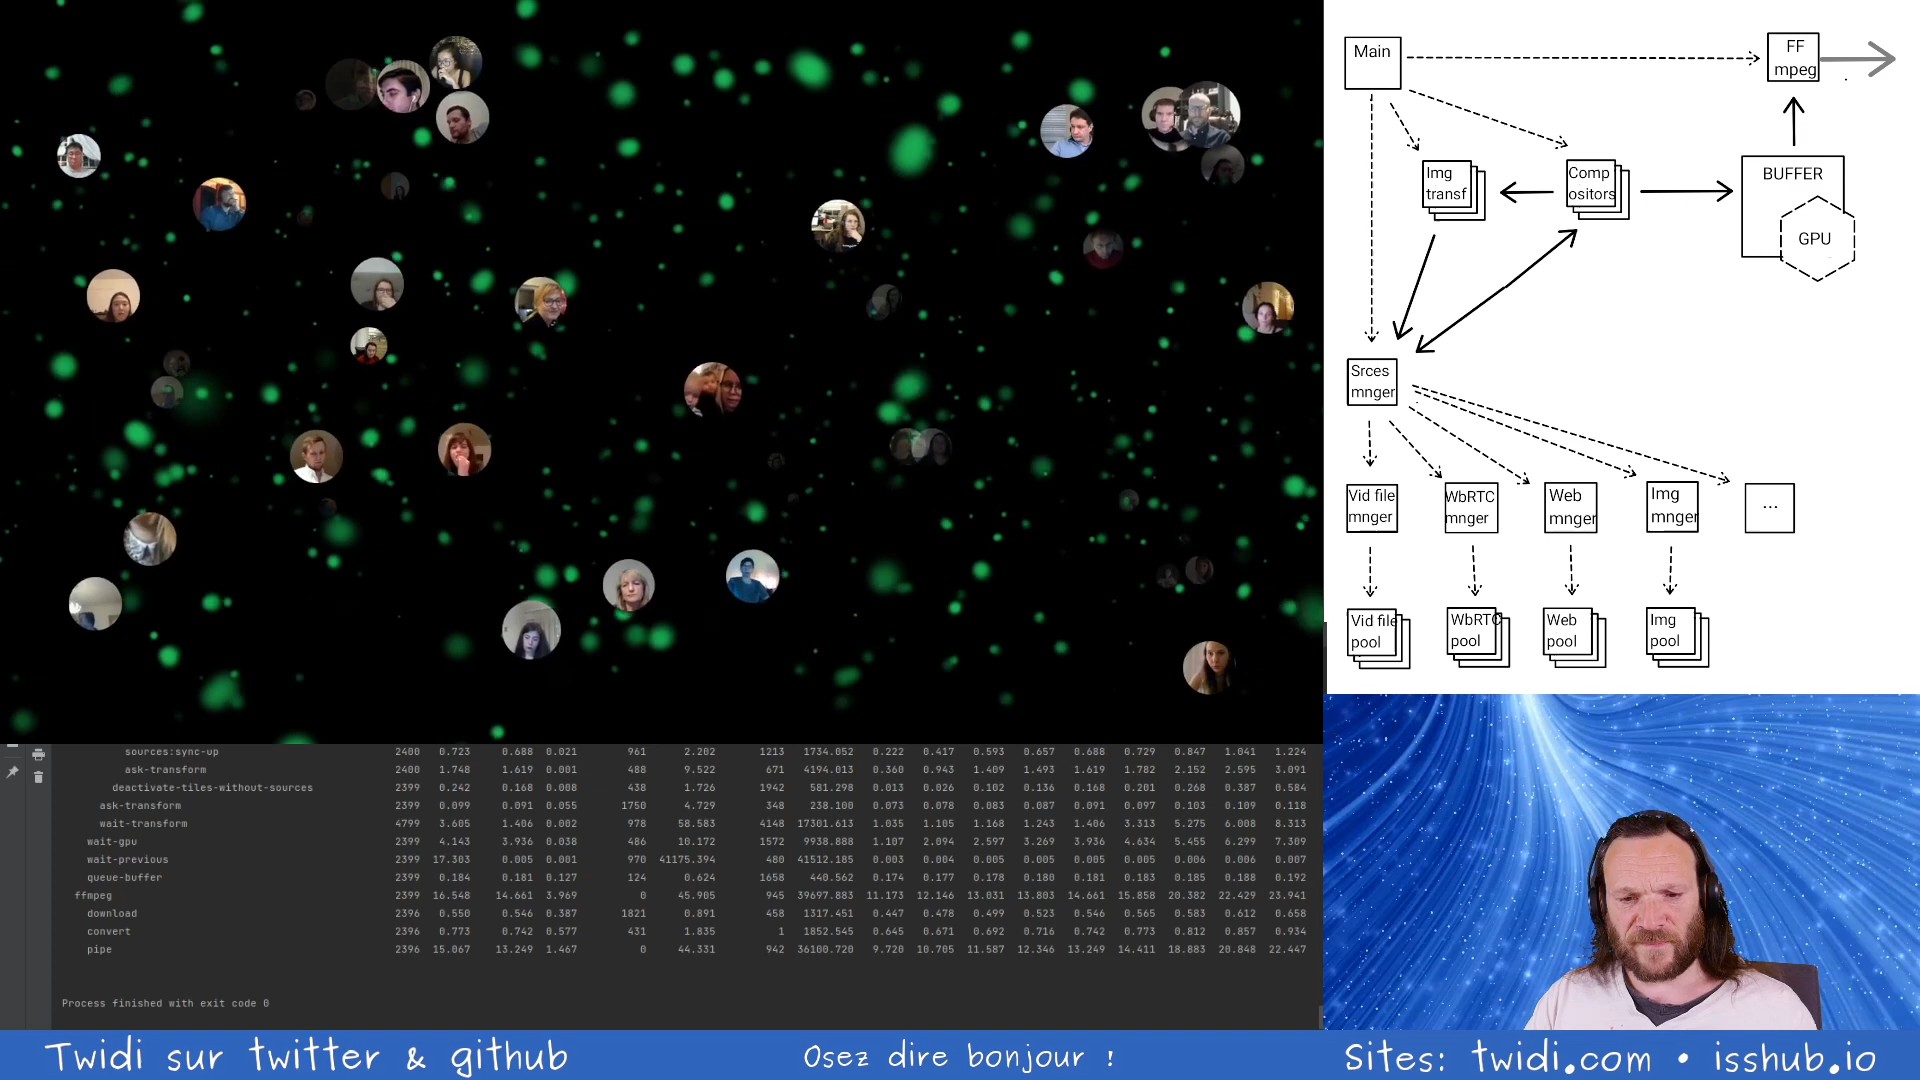 Main
FF
mpeg
Img
transf
Comp
ositors
BUFFER
GPU
Srces
mnger
Vid file
mnger
WbRTC
mnger
Web
mnger
Img
mnger
...
Vid file
pool
WbRTC
pool
Web
pool
Img
pool
sources:sync-up 2400 0.723 0.688 0.021 961 2.202 1213 1734.052 0.222 0.417 0.593 0.657 0.688 0.729 0.847 1.041 1.224
ask-transform 2400 1.748 1.619 0.001 488 9.522 671 4194.013 0.360 0.943 1.409 1.493 1.619 1.782 2.152 2.595 3.091
deactivate-tiles-without-sources 2399 0.242 0.168 0.008 438 1.726 1942 581.298 0.013 0.026 0.102 0.136 0.168 0.201 0.268 0.387 0.584
ask-transform 2399 0.099 0.091 0.055 1750 4.729 348 238.100 0.073 0.078 0.083 0.087 0.091 0.097 0.103 0.109 0.118
wait-transform 4799 3.605 1.406 0.002 978 58.583 4148 17301.613 1.035 1.105 1.168 1.243 1.406 3.313 5.275 6.008 8.313
wait-gpu 2399 4.143 3.936 0.038 486 10.172 1572 9938.888 1.107 2.094 2.597 3.269 3.936 4.634 5.455 6.299 7.309
wait-previous 2399 17.303 0.005 0.001 970 41175.394 480 41512.185 0.003 0.004 0.005 0.005 0.005 0.005 0.006 0.006 0.007
queue-buffer 2399 0.184 0.181 0.127 124 0.624 1658 440.562 0.174 0.177 0.178 0.180 0.181 0.183 0.185 0.188 0.192
ffmpeg 2399 16.548 14.661 3.969 0 45.905 945 39697.883 11.173 12.146 13.031 13.803 14.661 15.858 20.382 22.429 23.941
download 2396 0.550 0.546 0.387 1821 0.891 458 1317.451 0.447 0.478 0.499 0.523 0.546 0.565 0.583 0.612 0.658
convert 2396 0.773 0.742 0.577 431 1.835 1 1852.545 0.645 0.671 0.692 0.716 0.742 0.773 0.812 0.857 0.934
pipe 2396 15.067 13.249 1.467 0 44.331 942 36100.720 9.720 10.705 11.587 12.346 13.249 14.411 18.883 20.848 22.447
Process finished with exit code 0
Twidi sur twitter & github
Osez dire bonjour !
Sites: twidi.com • isshub.io